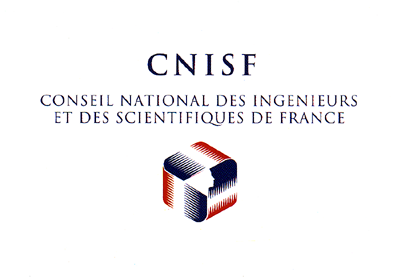 CNISF
CONSEIL NATIONAL DES INGENIEURS
ET DES SCIENTIFIQUES DE FRANCE